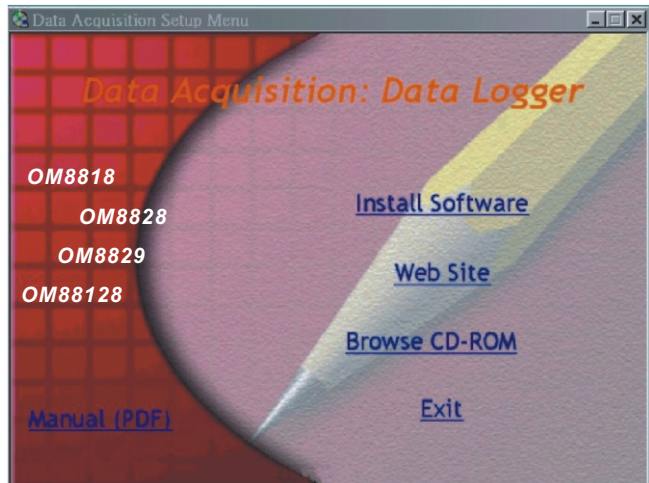 Data Acquisition Setup Menu
Data Acquisition: Data Logger
OM8818
OM8828
OM8829
OM88128
Install Software
Web Site
Browse CD-ROM
Exit
Manual (PDF)